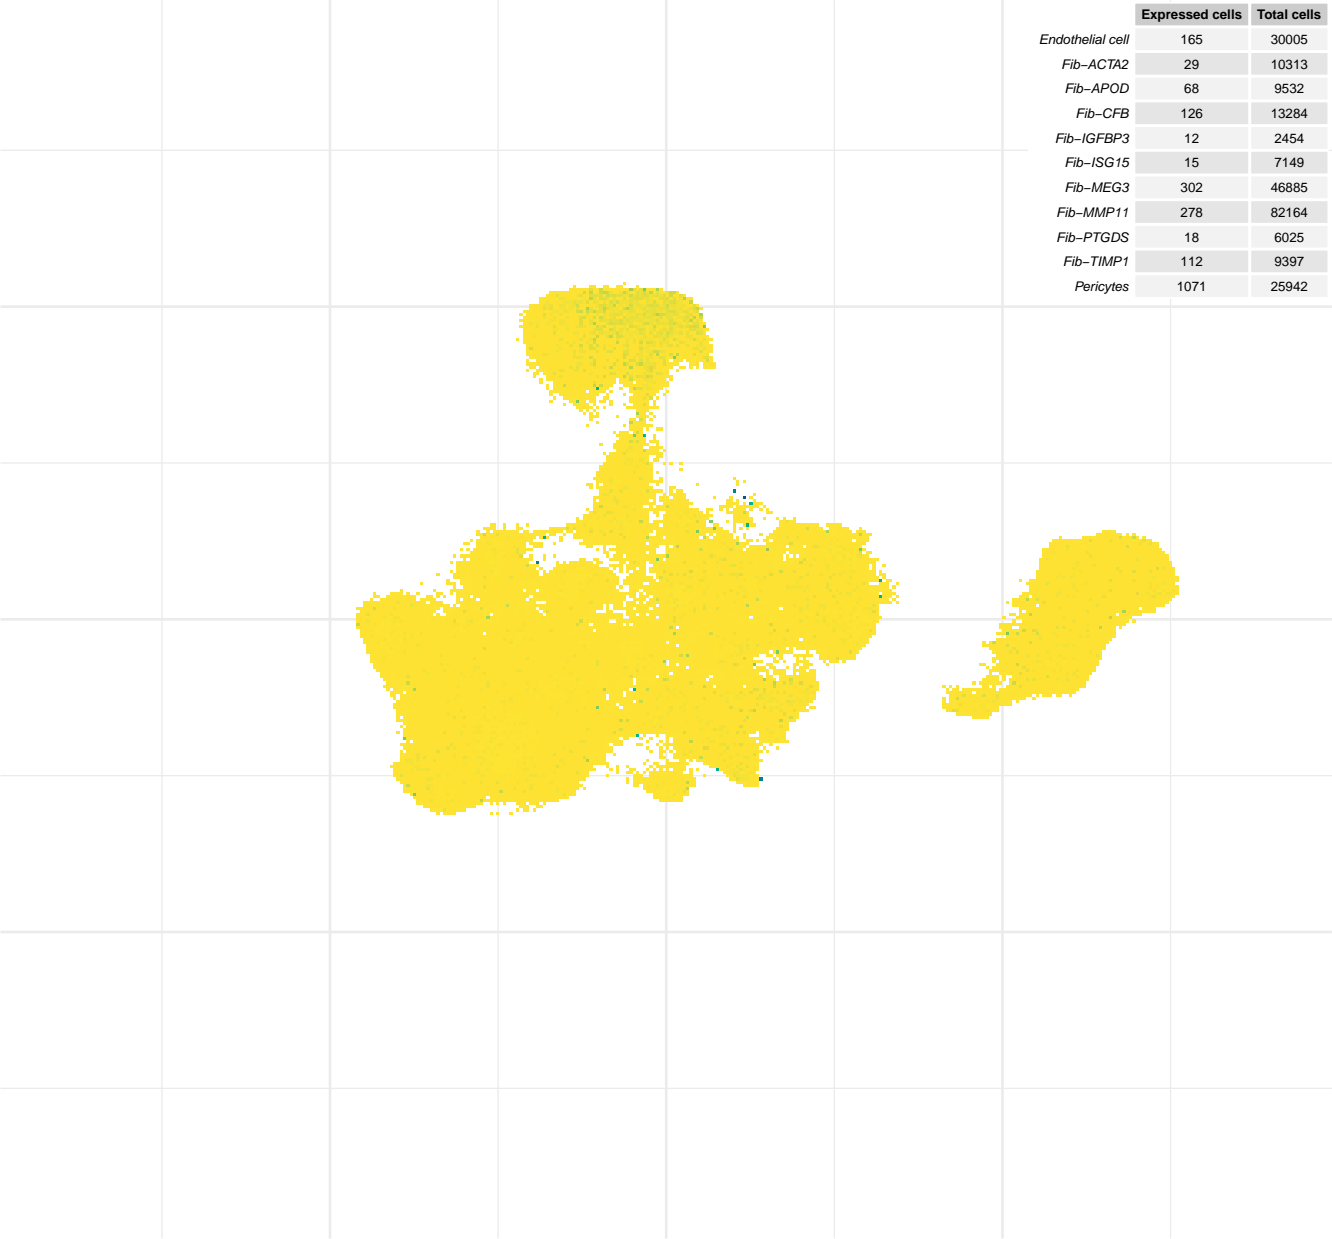 Expressed cells Total cells
Endothelial cell 165 30005
Fib−ACTA2 29 10313
Fib−APOD 68 9532
Fib−CFB 126 13284
Fib−IGFBP3 12 2454
Fib−ISG15 15 7149
Fib−MEG3 302 46885
Fib−MMP11 278 82164
Fib−PTGDS 18 6025
Fib−TIMP1 112 9397
Pericytes 1071 25942